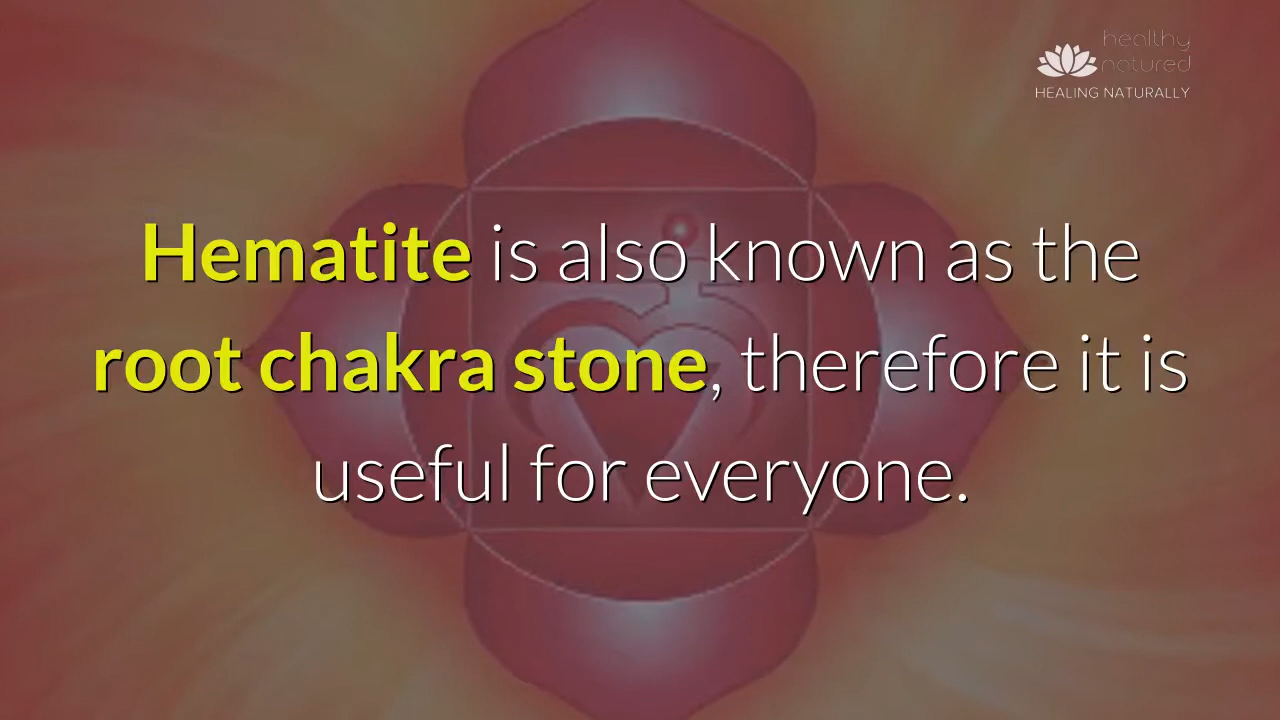 healthy
natured
HEALING NATURALLY
Hematite is also known as the
root chakra stone, therefore it is
useful for everyone.